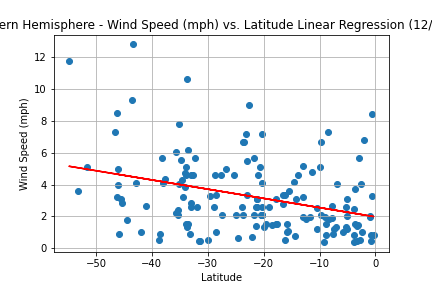 ern Hemisphere - Wind Speed (mph) vs. Latitude Linear Regression (12/
Wind Speed (mph)
12
10
8
6
4
2
0
−50 −40 −30 −20 −10 0
Latitude